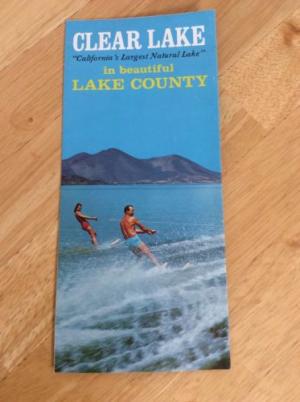 CLEAR LAKE
"California's Largest Natural Lake"
in beautiful
LAKE COUNTY